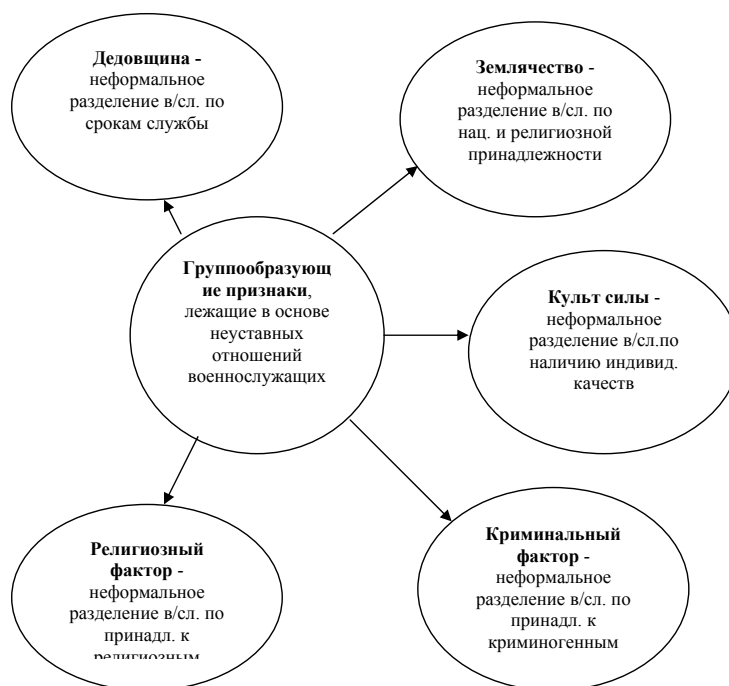 Дедовщина -
неформальное
разделение в/сл. по
срокам службы
Землячество -
неформальное
разделение в/сл. по
нац. и религиозной
принадлежности
Группообразующ
ие признаки,
лежащие в основе
неуставных
отношений
военнослужащих
Культ силы -
неформальное
разделение в/сл.по
наличию индивид.
качеств
Религиозный
фактор -
неформальное
разделение в/сл. по
принадл. к
религиозным
Криминальный
фактор -
неформальное
разделение в/сл. по
принадл. к
криминогенным